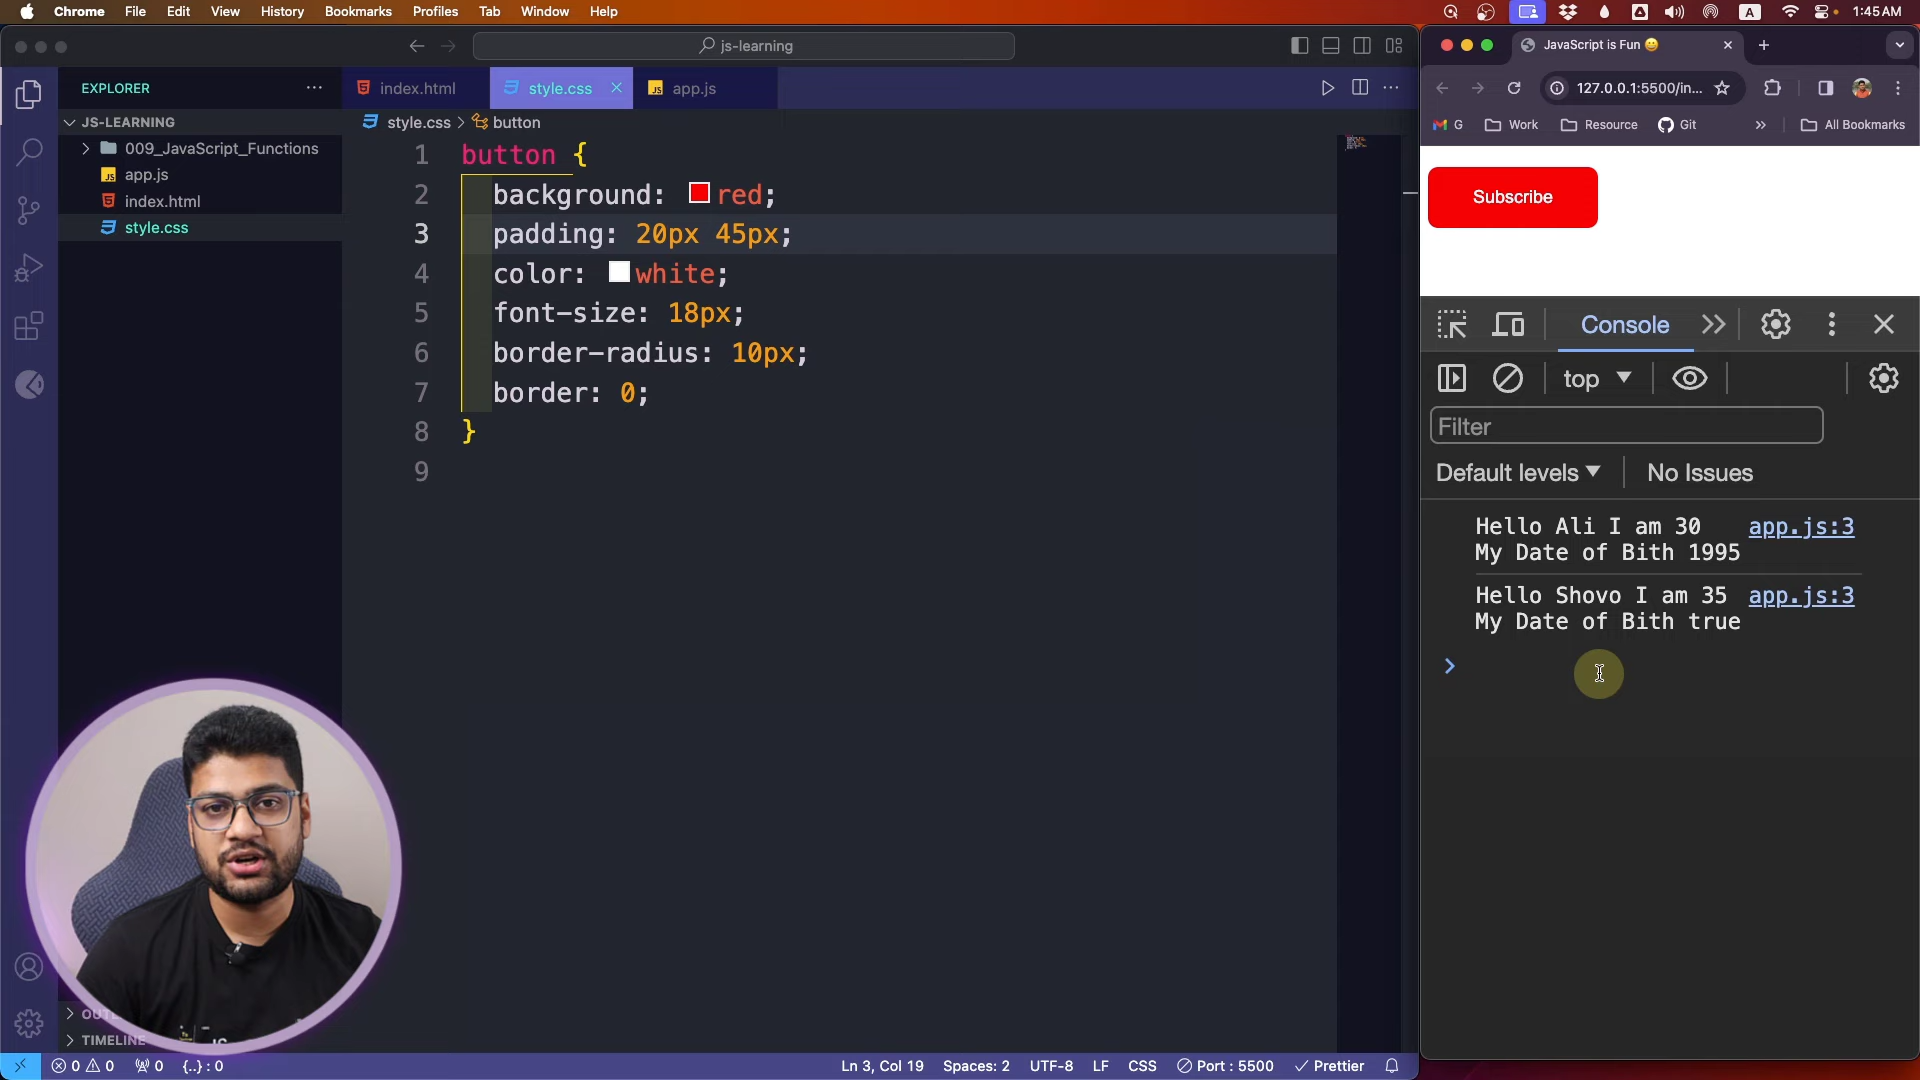 Chrome File Edit View History Bookmarks Profiles Tab Window Help
A 1:45 AM
js-learning
EXPLORER
index.html
style.css
app.js
JS-LEARNING
009_JavaScript_Functions
app.js
index.html
style.css
style.css > button
1 button {
2 background: red;
3 padding: 20px 45px;
4 color: white;
5 font-size: 18px;
6 border-radius: 10px;
7 border: 0;
8 }
9
TIMELINE
0 0 0 {..} : 0
Ln 3, Col 19 Spaces: 2 UTF-8 LF CSS Port : 5500 Prettier
JavaScript is Fun 😀
127.0.0.1:5500/in...
G Work Resource Git » All Bookmarks
Subscribe
Console
top
Filter
Default levels No Issues
Hello Ali I am 30 app.js:3
My Date of Bith 1995
Hello Shovo I am 35 app.js:3
My Date of Bith true